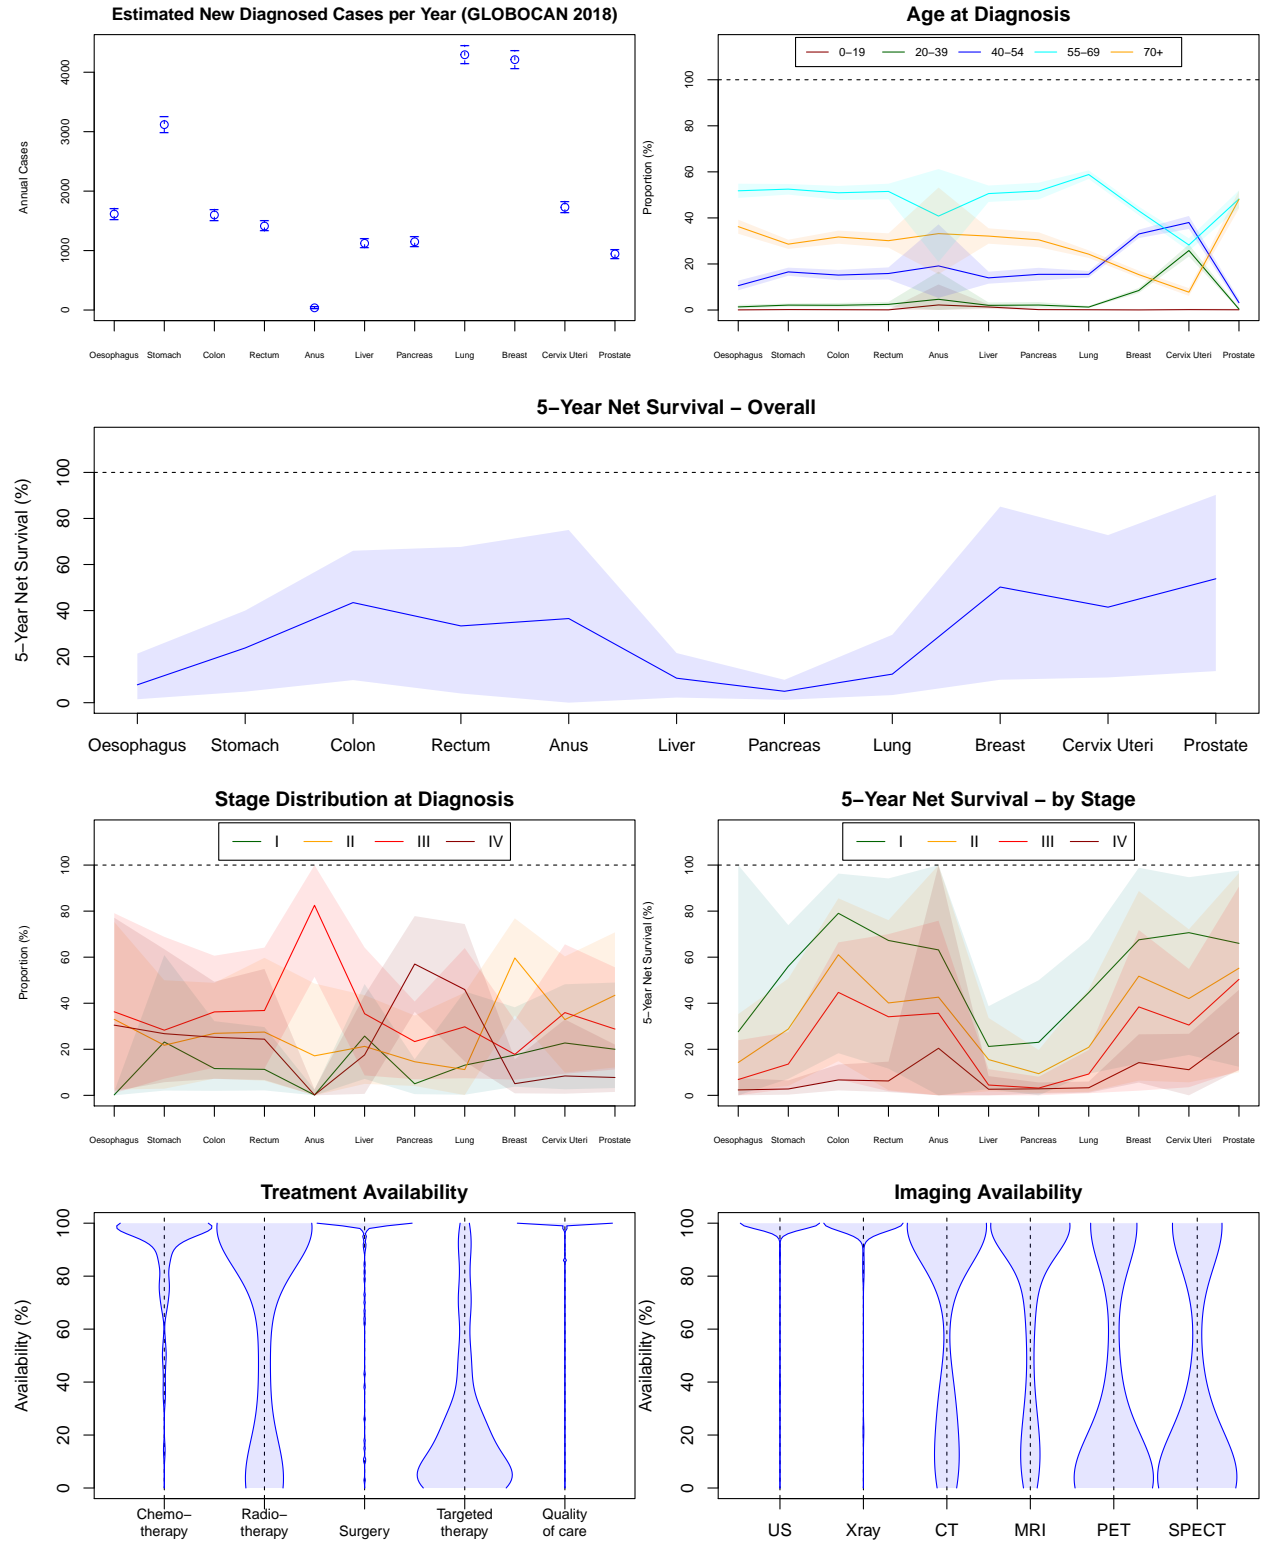 Estimated New Diagnosed Cases per Year (GLOBOCAN 2018)
Annual Cases
0
1000
2000
3000
4000
Oesophagus Stomach Colon Rectum Anus Liver Pancreas Lung Breast Cervix Uteri Prostate
Age at Diagnosis
0−19 20−39 40−54 55−69 70+
Proportion (%)
0
20
40
60
80
100
Oesophagus Stomach Colon Rectum Anus Liver Pancreas Lung Breast Cervix Uteri Prostate
5−Year Net Survival − Overall
5−Year Net Survival (%)
0
20
40
60
80
100
Oesophagus Stomach Colon Rectum Anus Liver Pancreas Lung Breast Cervix Uteri Prostate
Stage Distribution at Diagnosis
I II III IV
Proportion (%)
0
20
40
60
80
100
Oesophagus Stomach Colon Rectum Anus Liver Pancreas Lung Breast Cervix Uteri Prostate
5−Year Net Survival − by Stage
I II III IV
5−Year Net Survival (%)
0
20
40
60
80
100
Oesophagus Stomach Colon Rectum Anus Liver Pancreas Lung Breast Cervix Uteri Prostate
Treatment Availability
Availability (%)
0
20
40
60
80
100
Chemo−
therapy
Radio−
therapy
Surgery
Targeted
therapy
Quality
of care
Imaging Availability
Availability (%)
0
20
40
60
80
100
US Xray CT MRI PET SPECT